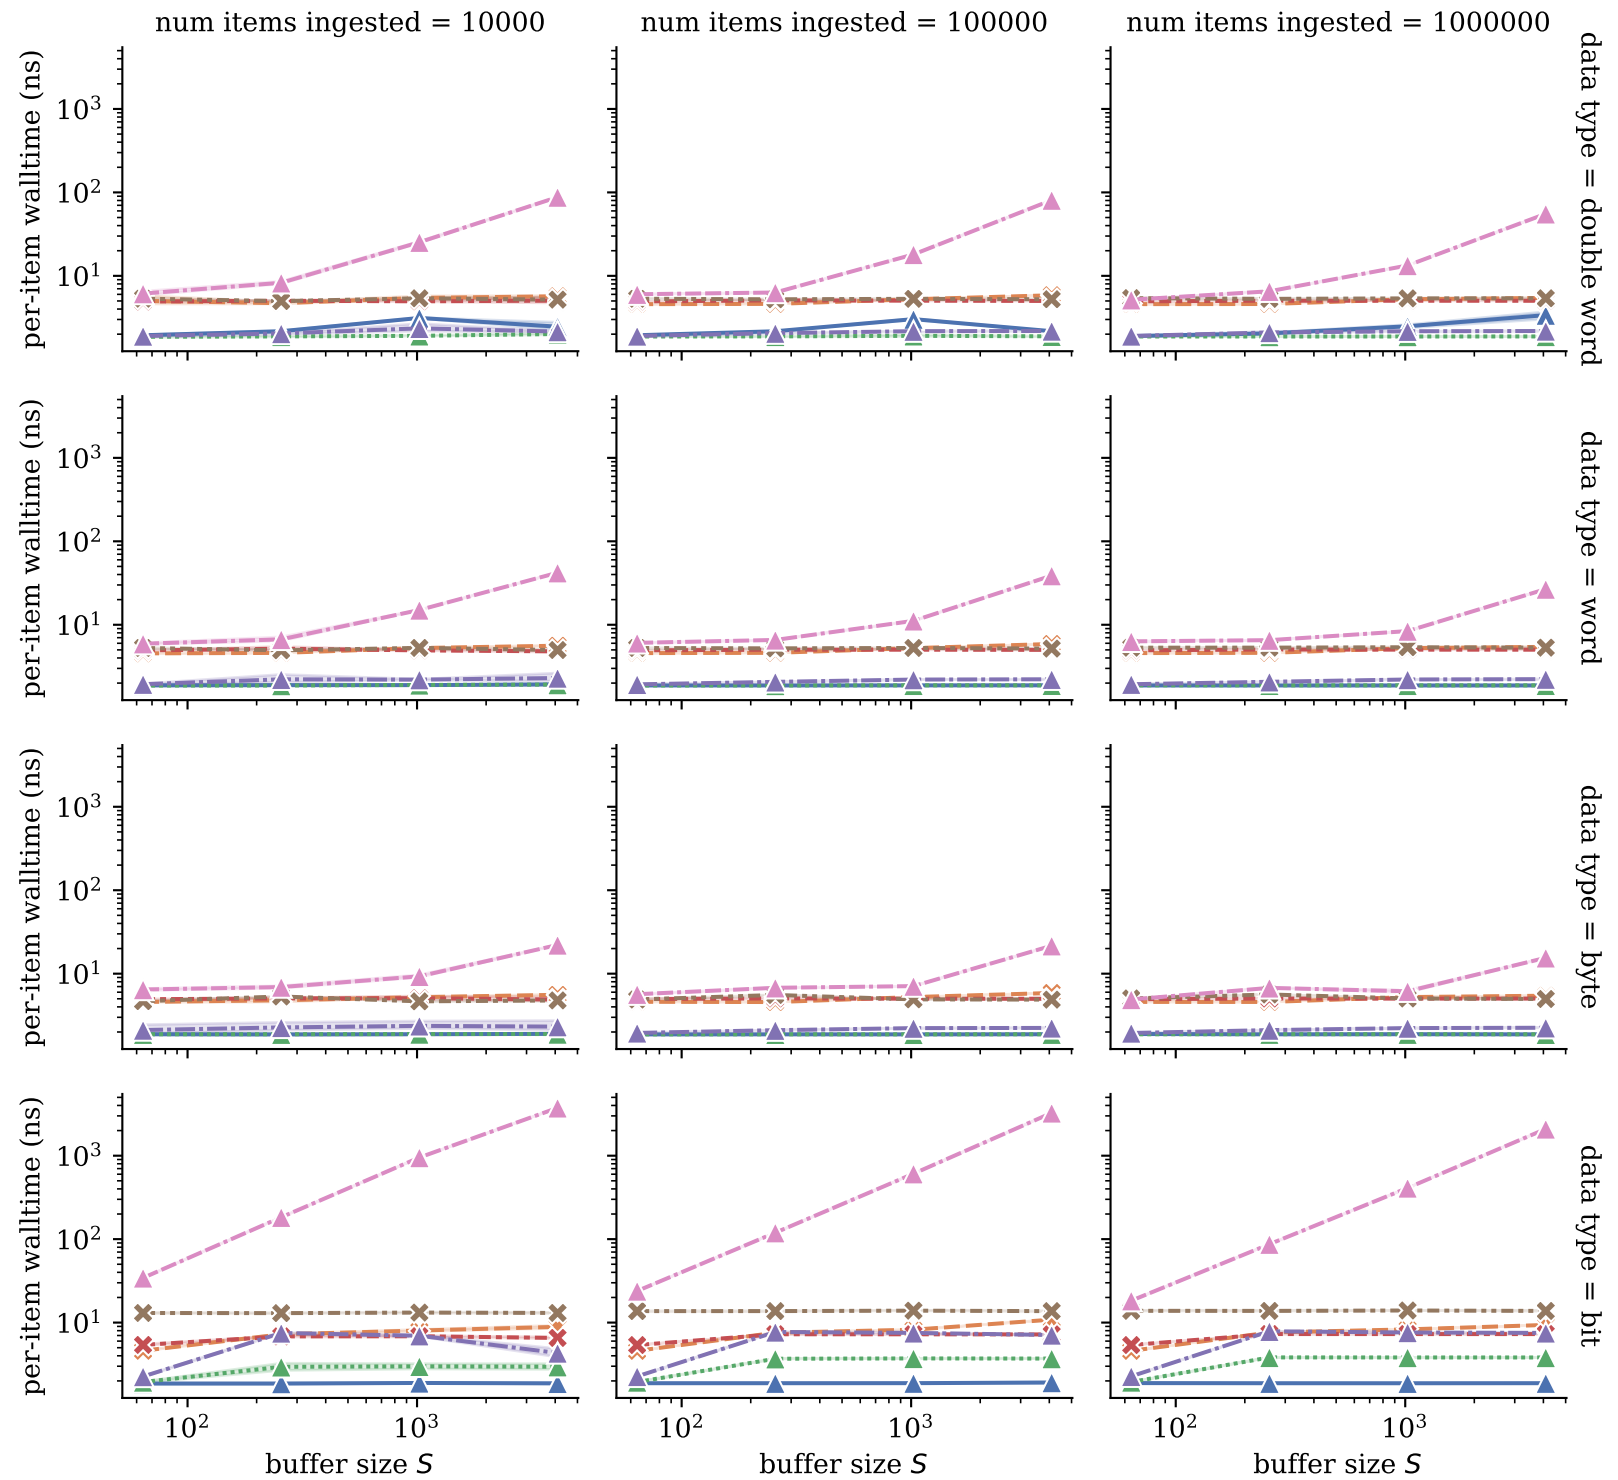 num items ingested = 10000
num items ingested = 100000
num items ingested = 1000000
per-item walltime (ns)
10³
10²
10¹
data type = double word
per-item walltime (ns)
10³
10²
10¹
data type = word
per-item walltime (ns)
10³
10²
10¹
data type = byte
per-item walltime (ns)
10³
10²
10¹
data type = bit
10² 10³
10² 10³
10² 10³
buffer size S
buffer size S
buffer size S